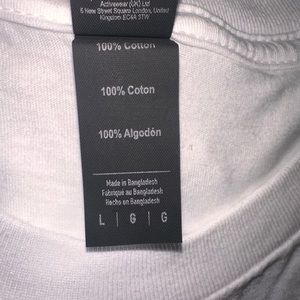 Activewear (UK) Ltd
6 New Street Square London, United
Kingdom EC4A 3TW
100% Cotton
100% Coton
100% Algodón
Made in Bangladesh
Fabriqué au Bangladesh
Hecho en Bangladesh
L | G | G